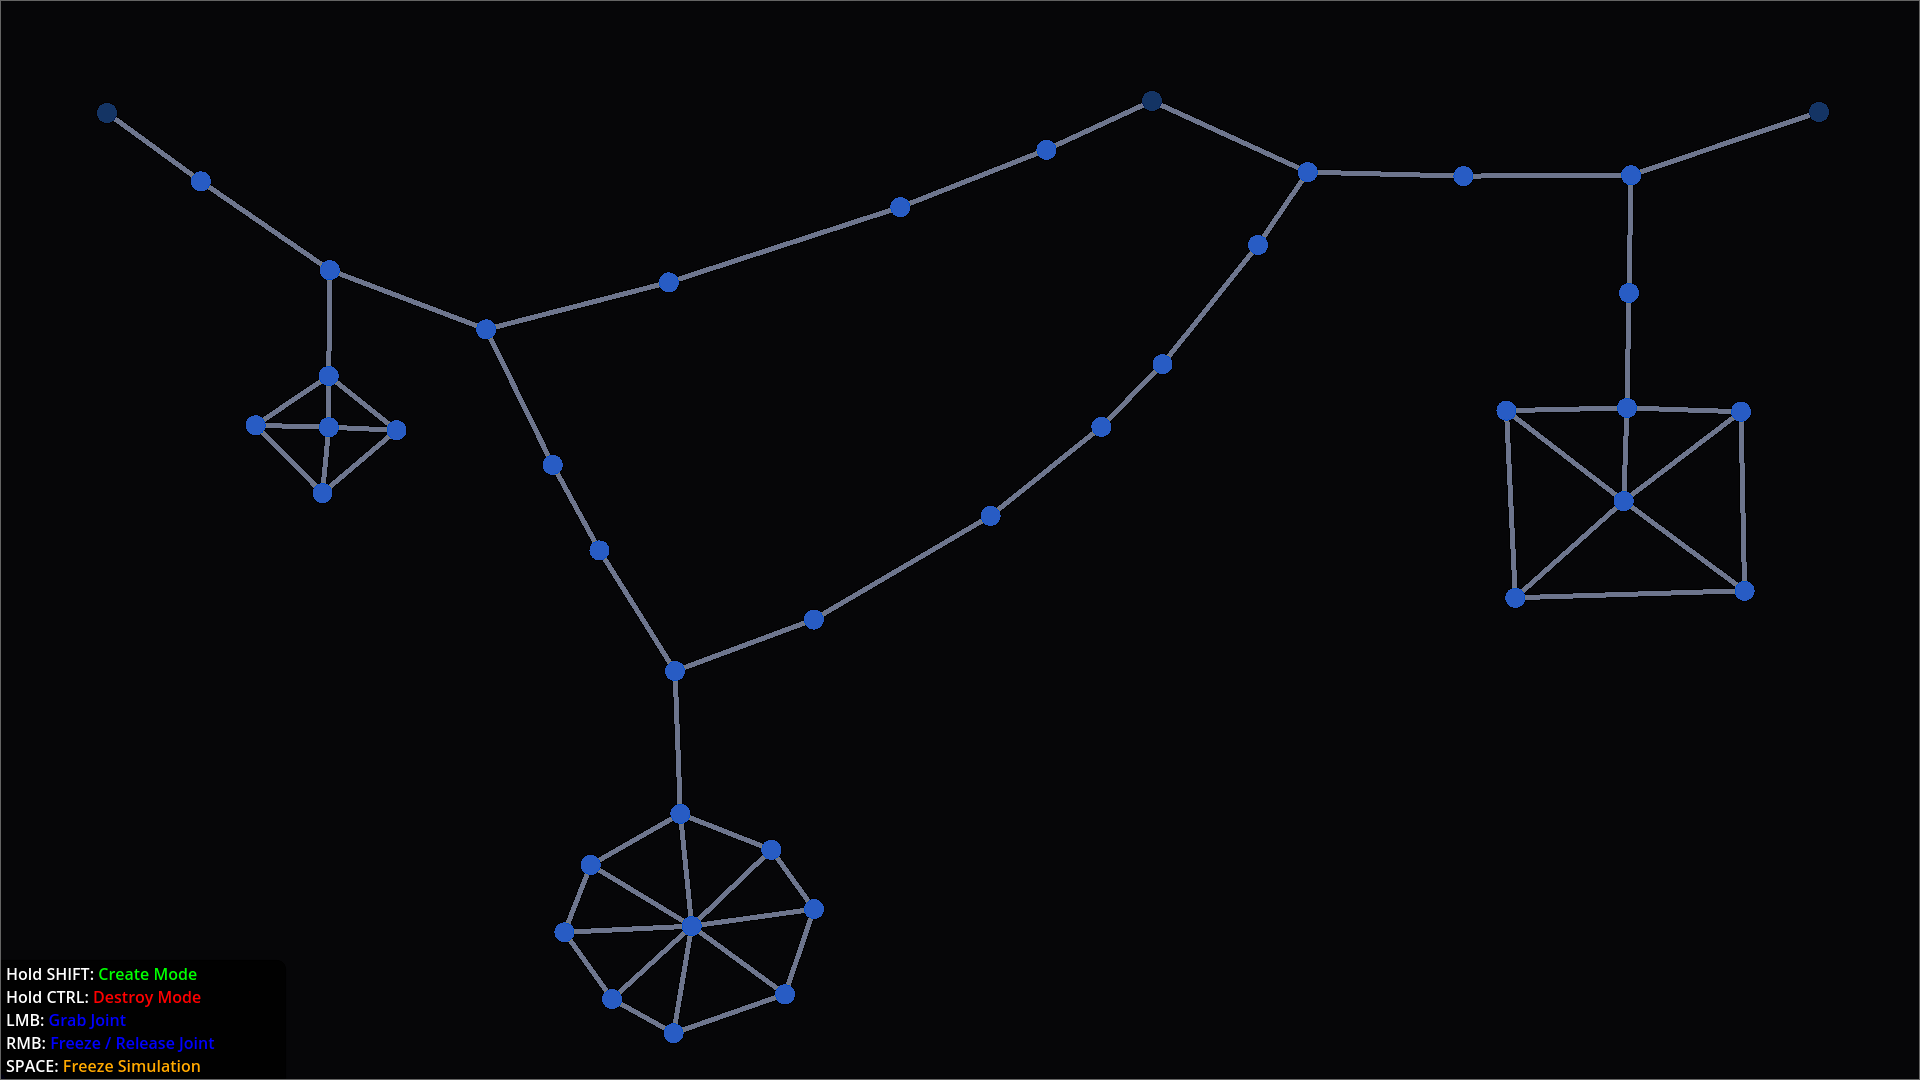 Hold SHIFT: Create Mode
Hold CTRL: Destroy Mode
LMB: Grab Joint
RMB: Freeze / Release Joint
SPACE: Freeze Simulation